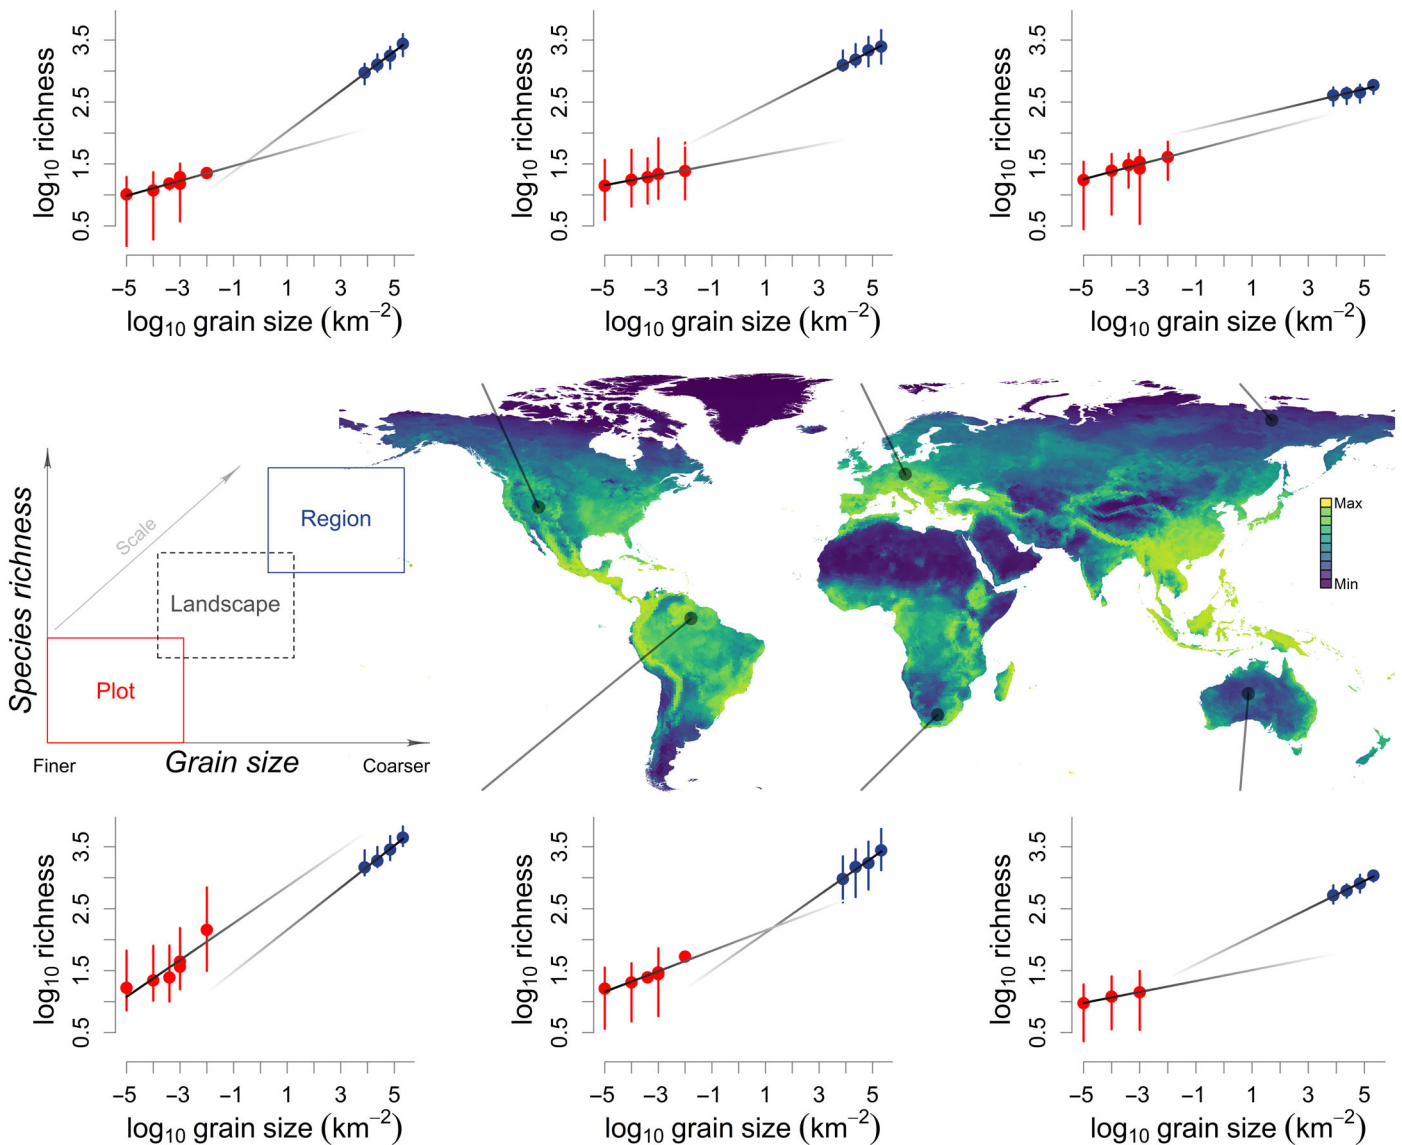 log10 richness
3.5
2.5
1.5
0.5
−5 −3 −1 1 3 5
log10 grain size (km−2)
log10 richness
3.5
2.5
1.5
0.5
−5 −3 −1 1 3 5
log10 grain size (km−2)
log10 richness
3.5
2.5
1.5
0.5
−5 −3 −1 1 3 5
log10 grain size (km−2)
Species richness
Scale
Region
Landscape
Plot
Finer
Grain size
Coarser
Max
Min
log10 richness
3.5
2.5
1.5
0.5
−5 −3 −1 1 3 5
log10 grain size (km−2)
log10 richness
3.5
2.5
1.5
0.5
−5 −3 −1 1 3 5
log10 grain size (km−2)
log10 richness
3.5
2.5
1.5
0.5
−5 −3 −1 1 3 5
log10 grain size (km−2)